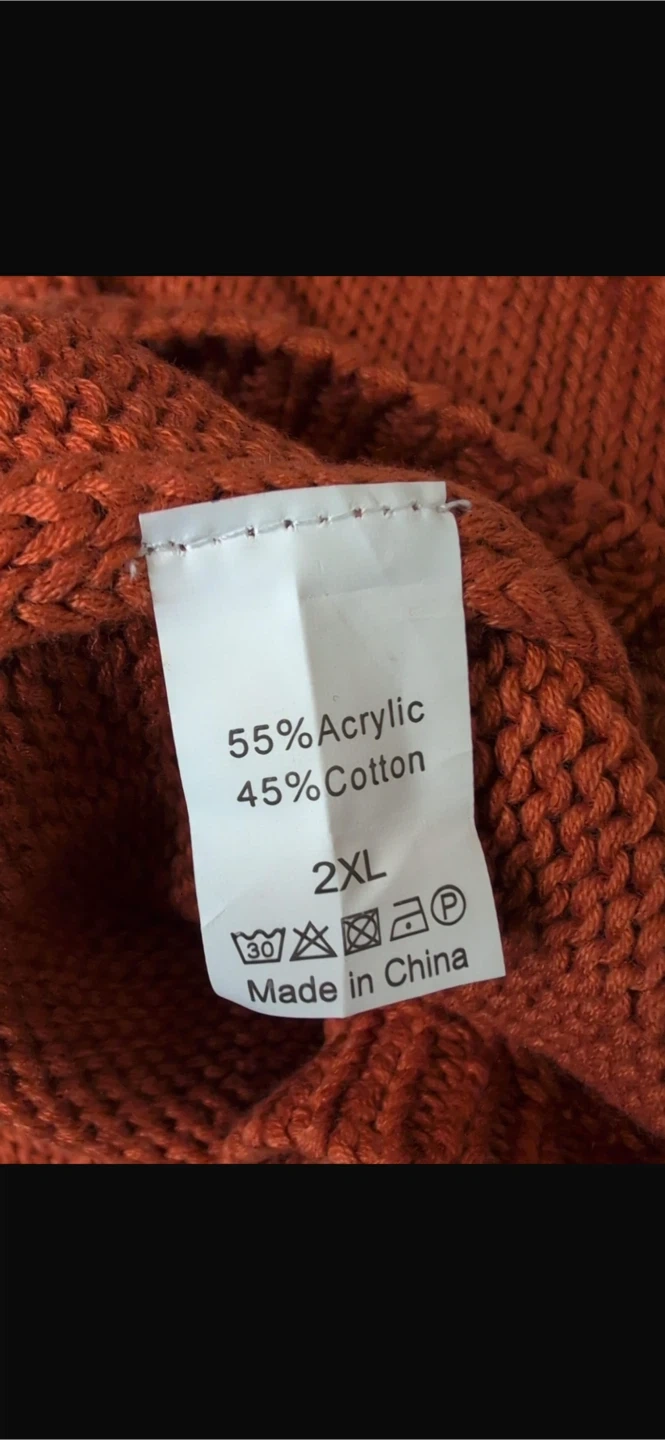 55%Acrylic
45%Cotton
2XL
30 P
Made in China